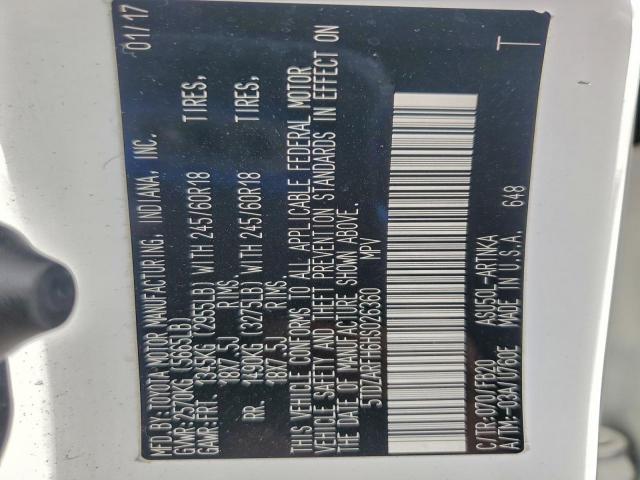 MFD.BY:TOYOTA MOTOR MANUFACTURING, INDIANA, INC. 01/17
GVWR:2570KG (5665LB)
GAWR:FRT. 1345KG (2965LB) WITH 245/60R18 TIRES,
18X7.5J RIMS,
RR. 1490KG (3275LB) WITH 245/60R18 TIRES,
18X7.5J RIMS
THIS VEHICLE CONFORMS TO ALL APPLICABLE FEDERAL MOTOR
VEHICLE SAFETY AND THEFT PREVENTION STANDARDS IN EFFECT ON
THE DATE OF MANUFACTURE SHOWN ABOVE.
5TDZARFH6HS026360 MPV
C/TR:070/FB20 ASU50L-ARTNKA T
A/TM:-03A/U760E MADE IN U.S.A.
648